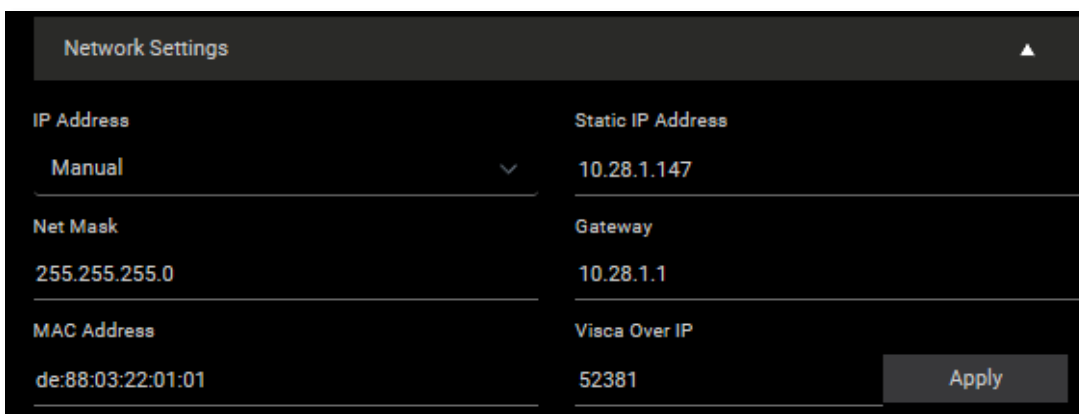 Network Settings
IP Address
Static IP Address
Manual
10.28.1.147
Net Mask
Gateway
255.255.255.0
10.28.1.1
MAC Address
Visca Over IP
de:88:03:22:01:01
52381
Apply